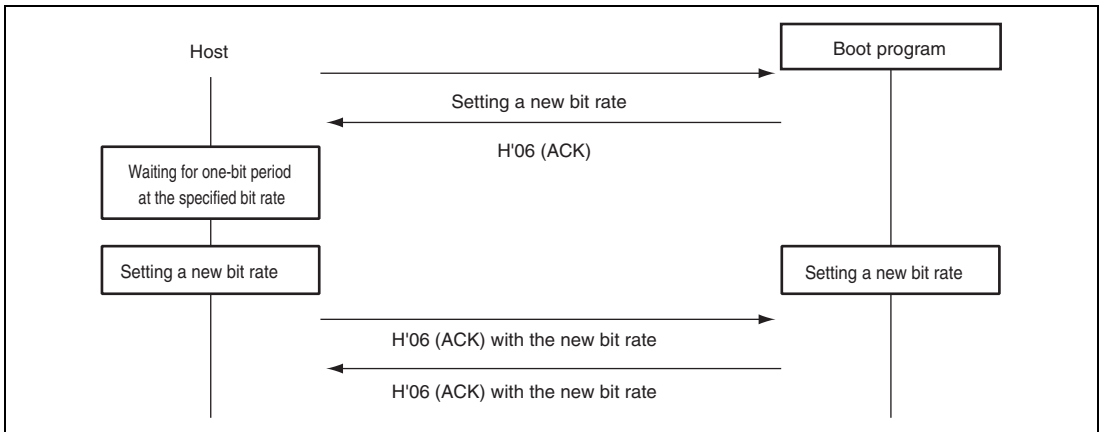 Host
Boot program
Setting a new bit rate
H'06 (ACK)
Waiting for one-bit period
at the specified bit rate
Setting a new bit rate
Setting a new bit rate
H'06 (ACK) with the new bit rate
H'06 (ACK) with the new bit rate